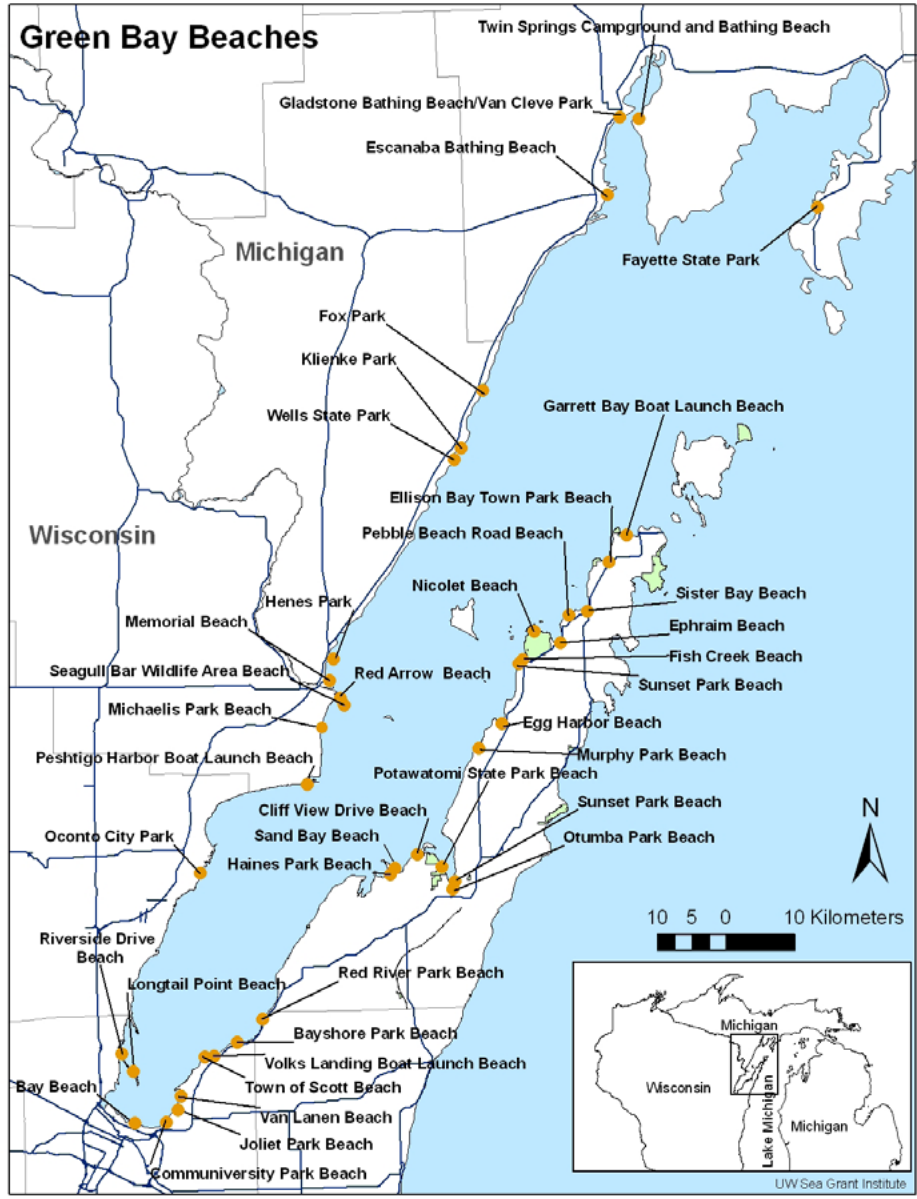 Green Bay Beaches
Twin Springs Campground and Bathing Beach
Gladstone Bathing Beach/Van Cleve Park
Escanaba Bathing Beach
Michigan
Fayette State Park
Fox Park
Klienke Park
Wells State Park
Garrett Bay Boat Launch Beach
Ellison Bay Town Park Beach
Wisconsin
Pebble Beach Road Beach
Nicolet Beach
Henes Park
Sister Bay Beach
Memorial Beach
Ephraim Beach
Fish Creek Beach
Seagull Bar Wildlife Area Beach
Red Arrow Beach
Sunset Park Beach
Michaelis Park Beach
Egg Harbor Beach
Peshtigo Harbor Boat Launch Beach
Murphy Park Beach
Potawatomi State Park Beach
Cliff View Drive Beach
Sunset Park Beach
Oconto City Park
Sand Bay Beach
Otumba Park Beach
Haines Park Beach
N
10 5 0 10 Kilometers
Riverside Drive
Beach
Longtail Point Beach
Red River Park Beach
Bayshore Park Beach
Volks Landing Boat Launch Beach
Bay Beach
Town of Scott Beach
Van Lanen Beach
Joliet Park Beach
Communiversity Park Beach
Michigan
Wisconsin
Lake Michigan
Michigan
UW Sea Grant Institute